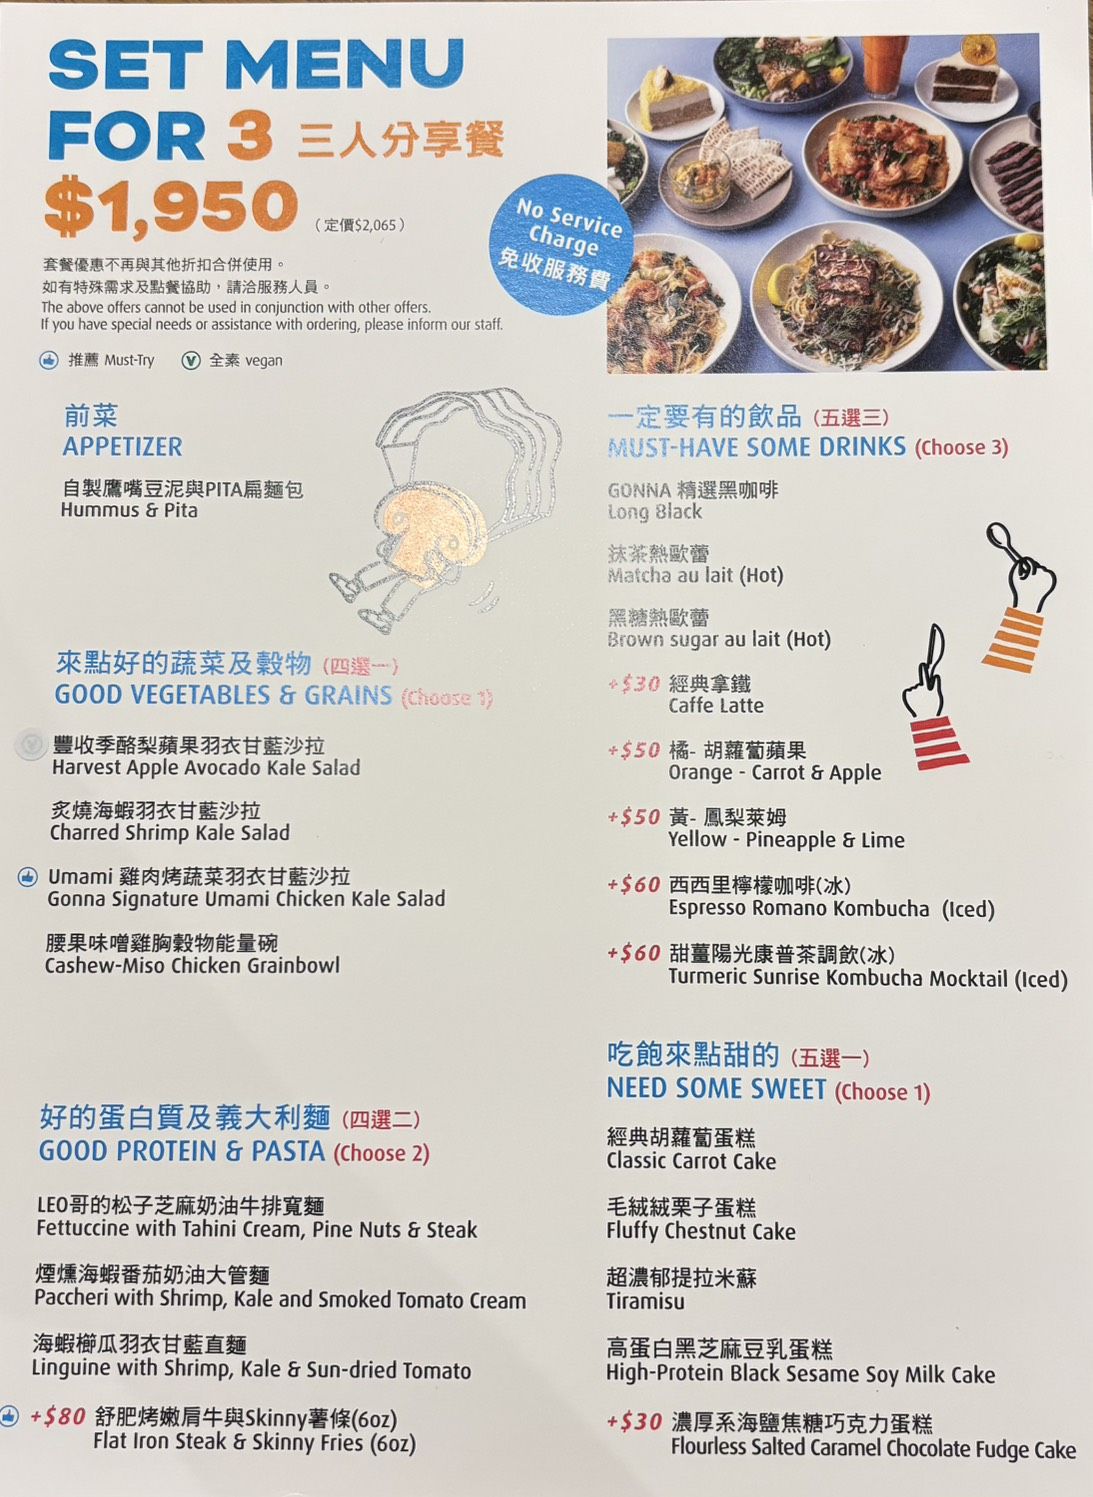 SET MENU
FOR 3 三人分享餐
$1,950 (定價$2,065)
No Service
Charge
免收服務費
套餐優惠不再與其他折扣合併使用。
如有特殊需求及點餐協助，請洽服務人員。
The above offers cannot be used in conjunction with other offers.
If you have special needs or assistance with ordering, please inform our staff.
推薦 Must-Try Ⓥ 全素 vegan
前菜
APPETIZER
自製鷹嘴豆泥與PITA扁麵包
Hummus & Pita
來點好的蔬菜及穀物 (四選一)
GOOD VEGETABLES & GRAINS (Choose 1)
Ⓥ 豐收季酪梨蘋果羽衣甘藍沙拉
Harvest Apple Avocado Kale Salad
炙燒海蝦羽衣甘藍沙拉
Charred Shrimp Kale Salad
Umami 雞肉烤蔬菜羽衣甘藍沙拉
Gonna Signature Umami Chicken Kale Salad
腰果味噌雞胸穀物能量碗
Cashew-Miso Chicken Grainbowl
好的蛋白質及義大利麵 (四選二)
GOOD PROTEIN & PASTA (Choose 2)
LEO哥的松子芝麻奶油牛排寬麵
Fettuccine with Tahini Cream, Pine Nuts & Steak
煙燻海蝦番茄奶油大管麵
Paccheri with Shrimp, Kale and Smoked Tomato Cream
海蝦櫛瓜羽衣甘藍直麵
Linguine with Shrimp, Kale & Sun-dried Tomato
+$80 舒肥烤嫩肩牛與Skinny薯條(6oz)
Flat Iron Steak & Skinny Fries (6oz)
一定要有的飲品 (五選三)
MUST-HAVE SOME DRINKS (Choose 3)
GONNA 精選黑咖啡
Long Black
抹茶熱歐蕾
Matcha au lait (Hot)
黑糖熱歐蕾
Brown sugar au lait (Hot)
+$30 經典拿鐵
Caffe Latte
+$50 橘- 胡蘿蔔蘋果
Orange - Carrot & Apple
+$50 黃- 鳳梨萊姆
Yellow - Pineapple & Lime
+$60 西西里檸檬咖啡(冰)
Espresso Romano Kombucha (Iced)
+$60 甜薑陽光康普茶調飲(冰)
Turmeric Sunrise Kombucha Mocktail (Iced)
吃飽來點甜的 (五選一)
NEED SOME SWEET (Choose 1)
經典胡蘿蔔蛋糕
Classic Carrot Cake
毛絨絨栗子蛋糕
Fluffy Chestnut Cake
超濃郁提拉米蘇
Tiramisu
高蛋白黑芝麻豆乳蛋糕
High-Protein Black Sesame Soy Milk Cake
+$30 濃厚系海鹽焦糖巧克力蛋糕
Flourless Salted Caramel Chocolate Fudge Cake